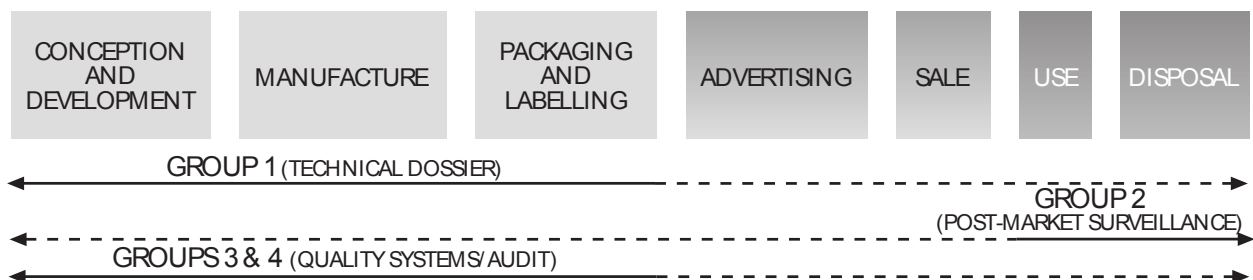 CONCEPTION
AND
DEVELOPMENT
MANUFACTURE
PACKAGING
AND
LABELLING
ADVERTISING
SALE
USE
DISPOSAL
GROUP 1 (TECHNICAL DOSSIER)
GROUP 2
(POST-MARKET SURVEILLANCE)
GROUPS 3 & 4 (QUALITY SYSTEMS/AUDIT)